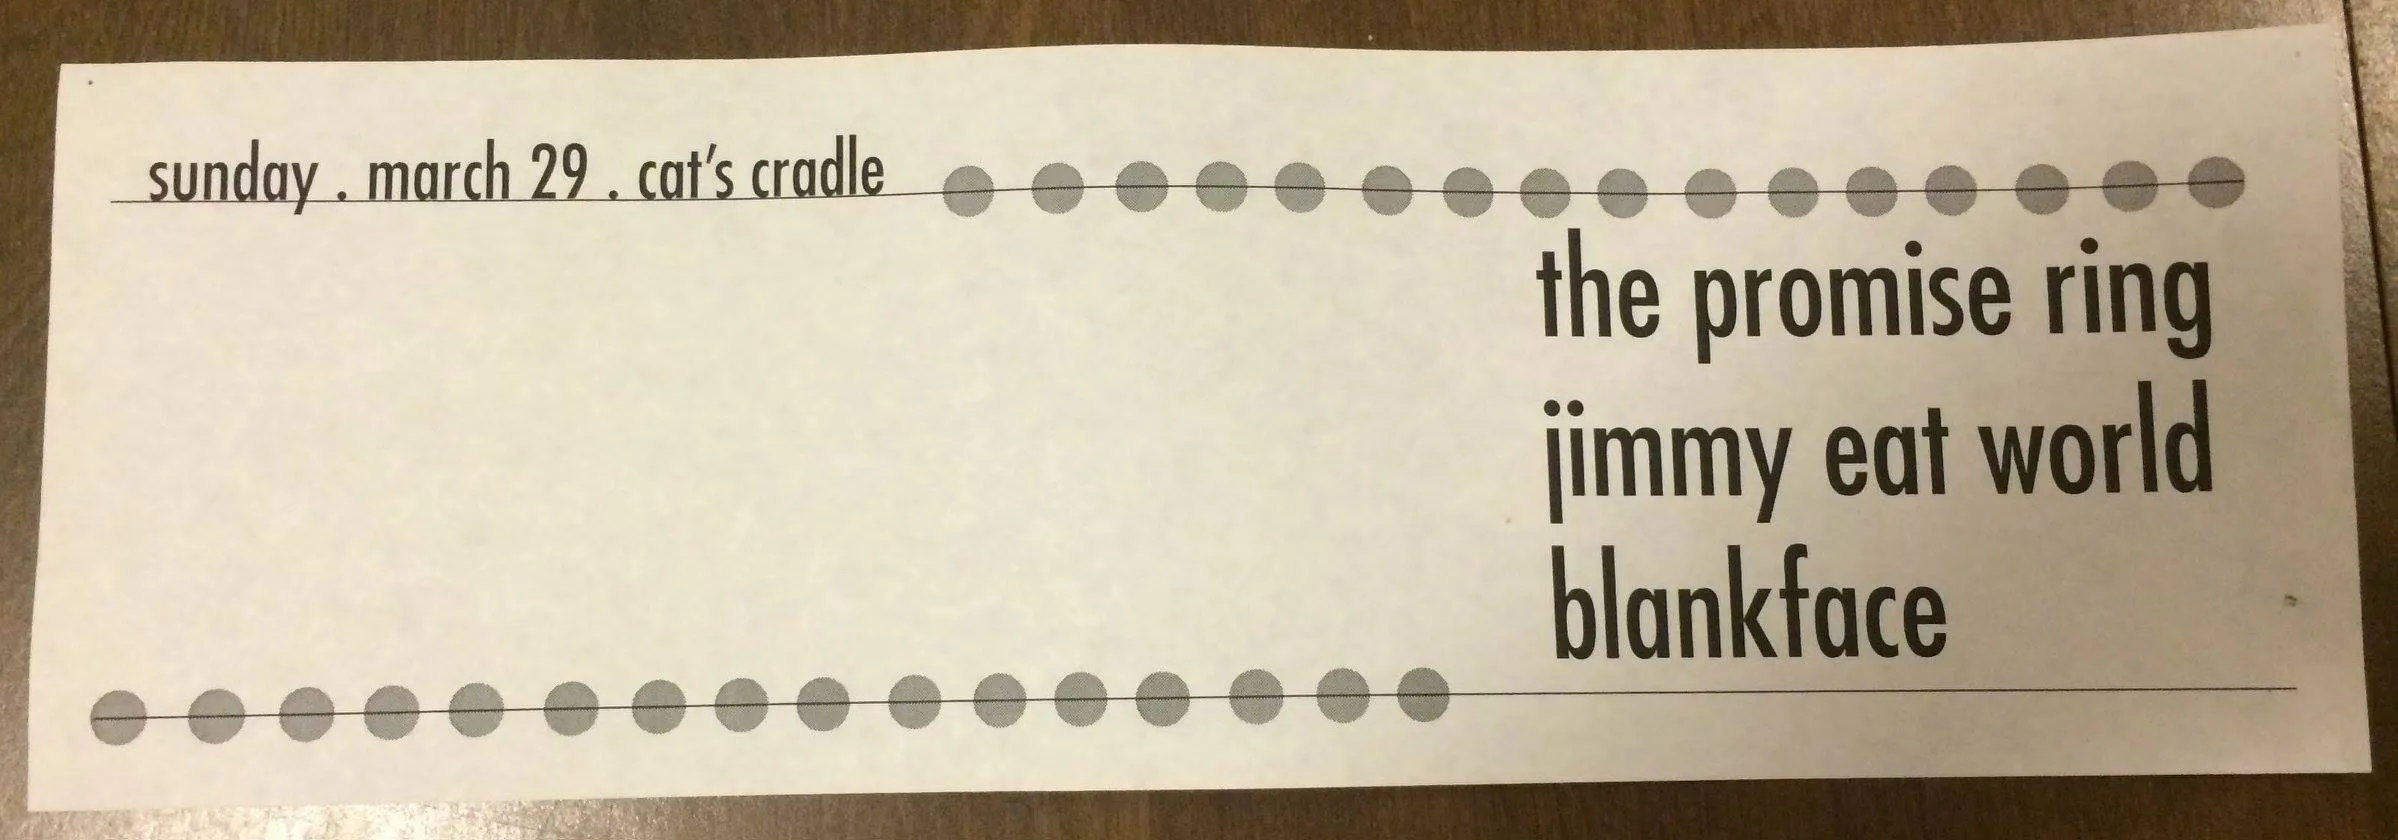 sunday . march 29 . cat's cradle
the promise ring
jimmy eat world
blankface